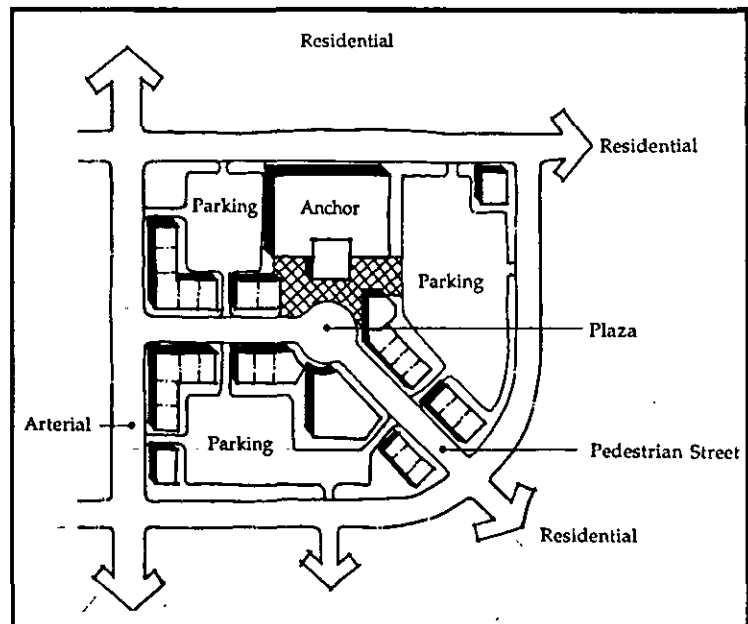 Residential
Residential
Parking
Anchor
Parking
Plaza
Arterial
Parking
Pedestrian Street
Residential